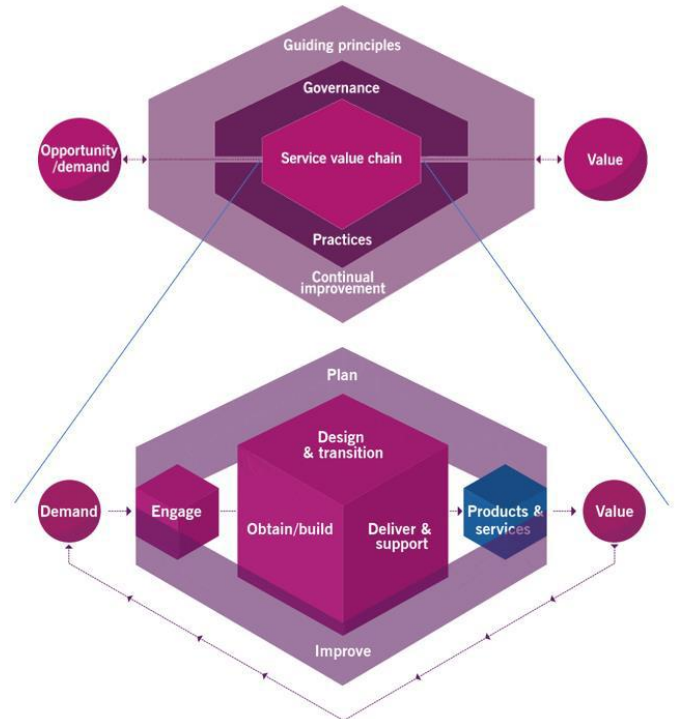 Guiding principles
Governance
Opportunity
/demand
Service value chain
Value
Practices
Continual
improvement
Plan
Design
& transition
Demand
Engage
Obtain/build
Deliver &
support
Products &
services
Value
Improve